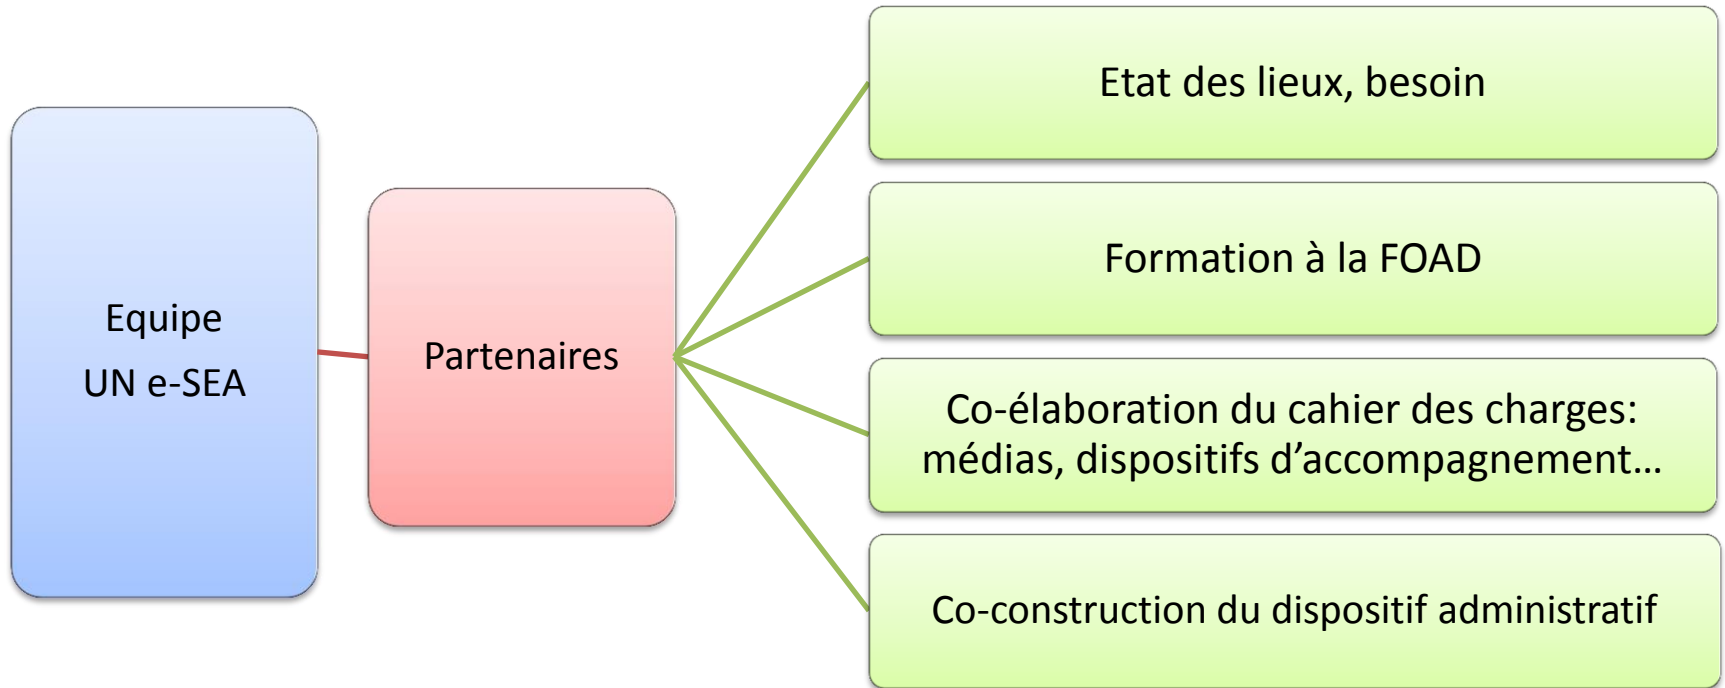 Equipe
UN e-SEA
Partenaires
Etat des lieux, besoin
Formation à la FOAD
Co-élaboration du cahier des charges:
médias, dispositifs d’accompagnement…
Co-construction du dispositif administratif